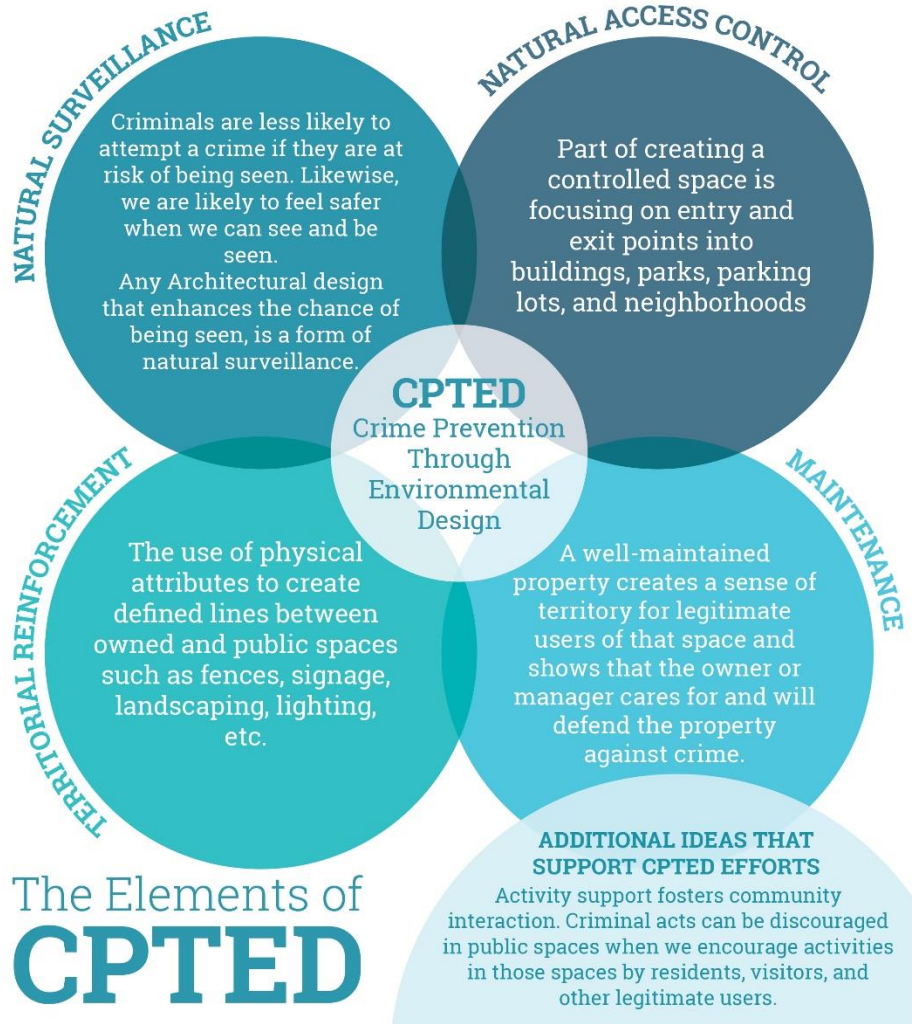 NATURAL SURVEILLANCE
Criminals are less likely to
attempt a crime if they are at
risk of being seen. Likewise,
we are likely to feel safer
when we can see and be
seen.
Any Architectural design
that enhances the chance of
being seen, is a form of
natural surveillance.
NATURAL ACCESS CONTROL
Part of creating a
controlled space is
focusing on entry and
exit points into
buildings, parks, parking
lots, and neighborhoods
CPTED
Crime Prevention
Through
Environmental
Design
TERRITORIAL REINFORCEMENT
The use of physical
attributes to create
defined lines between
owned and public spaces
such as fences, signage,
landscaping, lighting,
etc.
MAINTENANCE
A well-maintained
property creates a sense of
territory for legitimate
users of that space and
shows that the owner or
manager cares for and will
defend the property
against crime.
The Elements of
CPTED
ADDITIONAL IDEAS THAT
SUPPORT CPTED EFFORTS
Activity support fosters community
interaction. Criminal acts can be discouraged
in public spaces when we encourage activities
in those spaces by residents, visitors, and
other legitimate users.